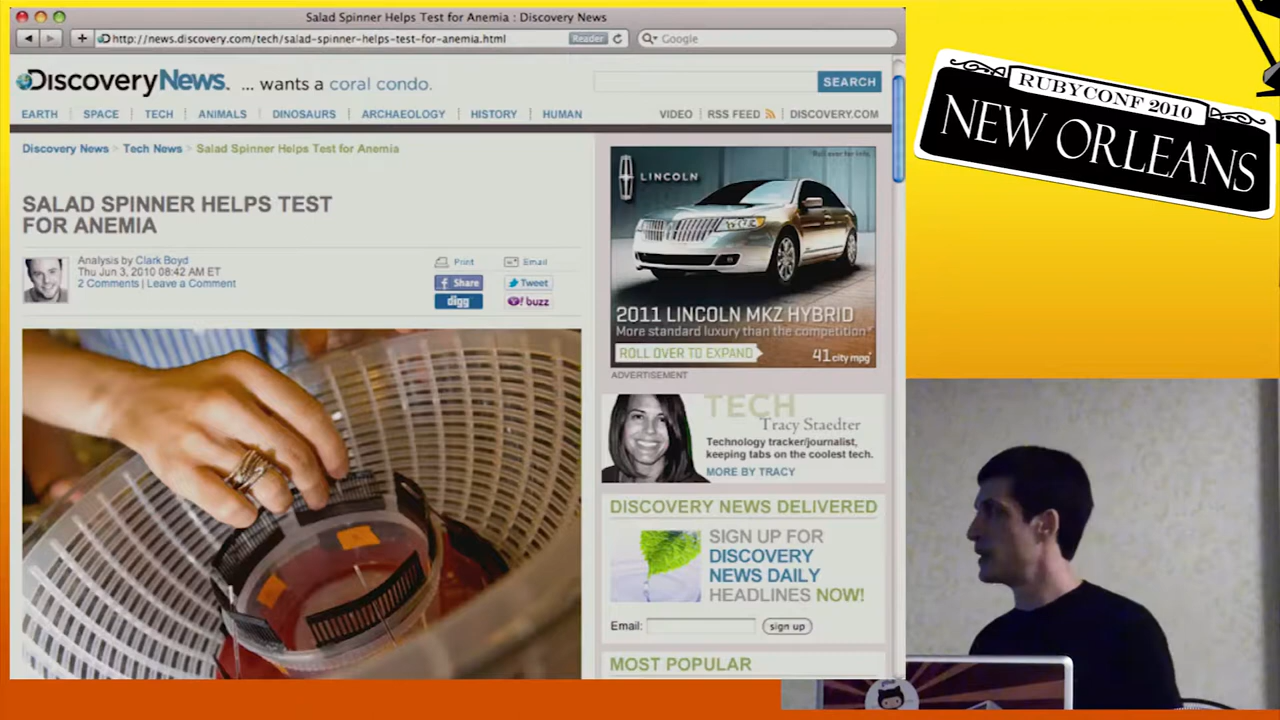 Salad Spinner Helps Test for Anemia : Discovery News
http://news.discovery.com/tech/salad-spinner-helps-test-for-anemia.html
Reader
Google
DISCOVERYNEWS. ... wants a coral condo.
SEARCH
EARTH SPACE TECH ANIMALS DINOSAURS ARCHAEOLOGY HISTORY HUMAN
VIDEO | RSS FEED | DISCOVERY.COM
Discovery News > Tech News > Salad Spinner Helps Test for Anemia
SALAD SPINNER HELPS TEST
FOR ANEMIA
Analysis by Clark Boyd
Thu Jun 3, 2010 08:42 AM ET
2 Comments | Leave a Comment
Print Email
Share Tweet
digg Y! buzz
Roll over for info.
LINCOLN
2011 LINCOLN MKZ HYBRID
More standard luxury than the competition*
ROLL OVER TO EXPAND
41 city mpg*
ADVERTISEMENT
TECH
Tracy Staedter
Technology tracker/journalist,
keeping tabs on the coolest tech.
MORE BY TRACY
DISCOVERY NEWS DELIVERED
SIGN UP FOR
DISCOVERY
NEWS DAILY
HEADLINES NOW!
Email:
sign up
MOST POPULAR
RUBYCONF 2010
NEW ORLEANS